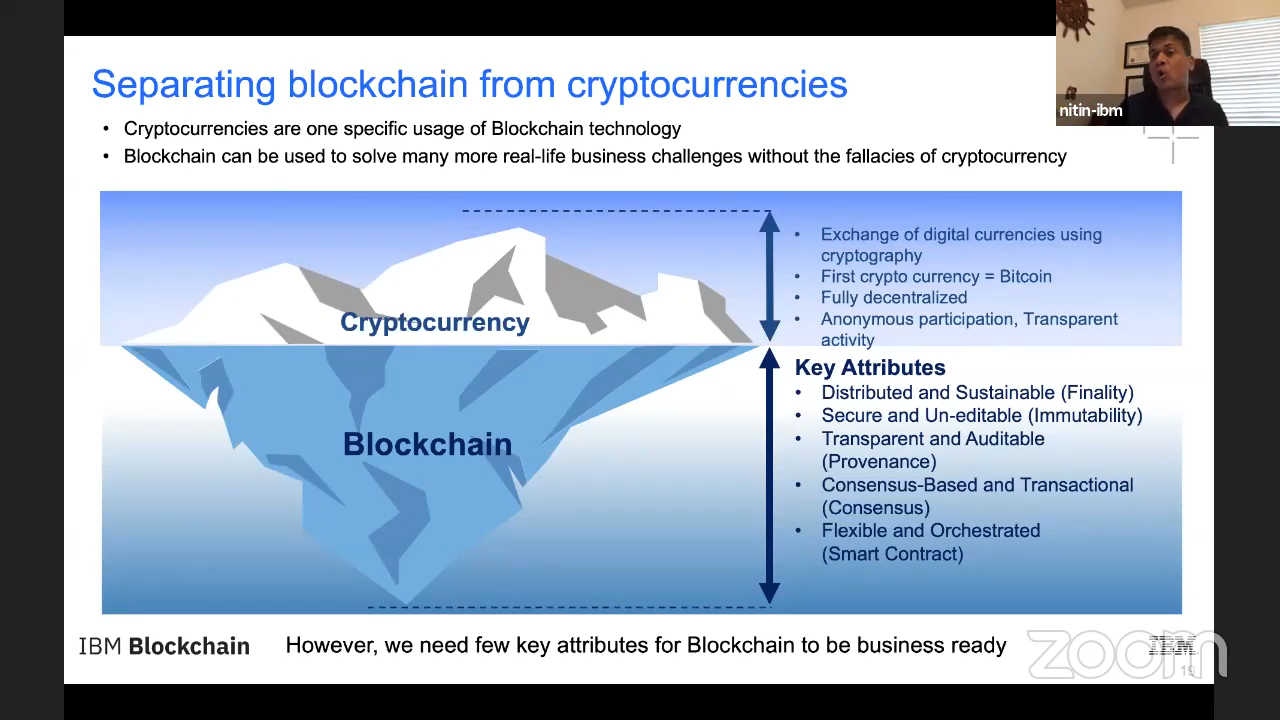 Separating blockchain from cryptocurrencies
nitin-ibm
• Cryptocurrencies are one specific usage of Blockchain technology
• Blockchain can be used to solve many more real-life business challenges without the fallacies of cryptocurrency
• Exchange of digital currencies using
cryptography
• First crypto currency = Bitcoin
• Fully decentralized
• Anonymous participation, Transparent
activity
Cryptocurrency
Key Attributes
• Distributed and Sustainable (Finality)
• Secure and Un-editable (Immutability)
• Transparent and Auditable
(Provenance)
• Consensus-Based and Transactional
(Consensus)
• Flexible and Orchestrated
(Smart Contract)
Blockchain
IBM Blockchain
However, we need few key attributes for Blockchain to be business ready
zoom
IBM
19